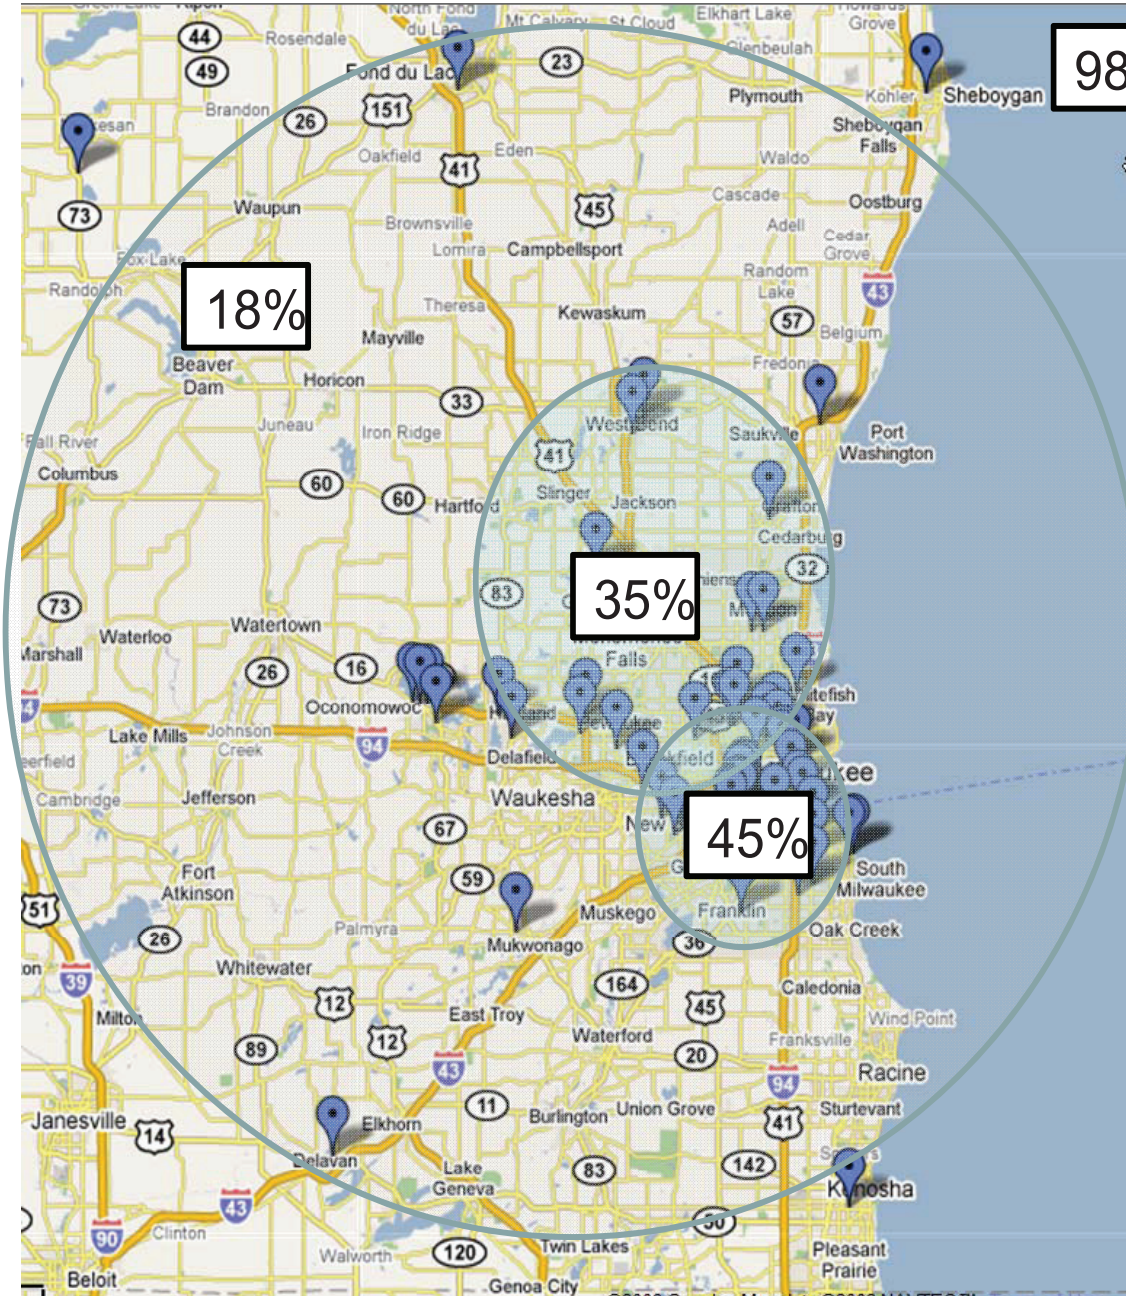 North Fond
du Lac
Mt Calvary
St Cloud
Elkhart Lake
Grove
44
Rosendale
Glenbeulah
23
49
Fond du Lac
98
Plymouth
Kohler
Sheboygan
Brandon
151
26
Sheboygan
Falls
Oakfield
Eden
41
Waldo
73
Waupun
45
Cascade
Oostburg
Brownsville
Adell
Cedar
Grove
Lomira
Campbellsport
Fox Lake
Randolph
18%
Random
Lake
43
Theresa
Kewaskum
57
Belgium
Mayville
Beaver
Dam
Horicon
Fredonia
33
Juneau
Iron Ridge
West Bend
Saukville
Port
Washington
Fall River
Columbus
41
60
60
Slinger
Jackson
Hartford
Cedarburg
83
35%
32
73
Waterloo
Watertown
Falls
Marshall
26
16
Oconomowoc
Bay
Lake Mills
Johnson
Creek
94
Delafield
Cambridge
Jefferson
Waukesha
67
New
45%
Fort
Atkinson
59
South
Milwaukee
51
Muskego
Franklin
Oak Creek
26
Palmyra
Mukwonago
36
39
Whitewater
164
Caledonia
12
45
Milton
East Troy
Wind Point
12
Waterford
Franksville
89
20
43
94
Racine
11
Burlington
Union Grove
Sturtevant
Janesville
14
Elkhorn
41
Delavan
Lake
Geneva
83
142
Kenosha
43
50
90
Clinton
Walworth
120
Twin Lakes
Pleasant
Prairie
Beloit
Genoa City